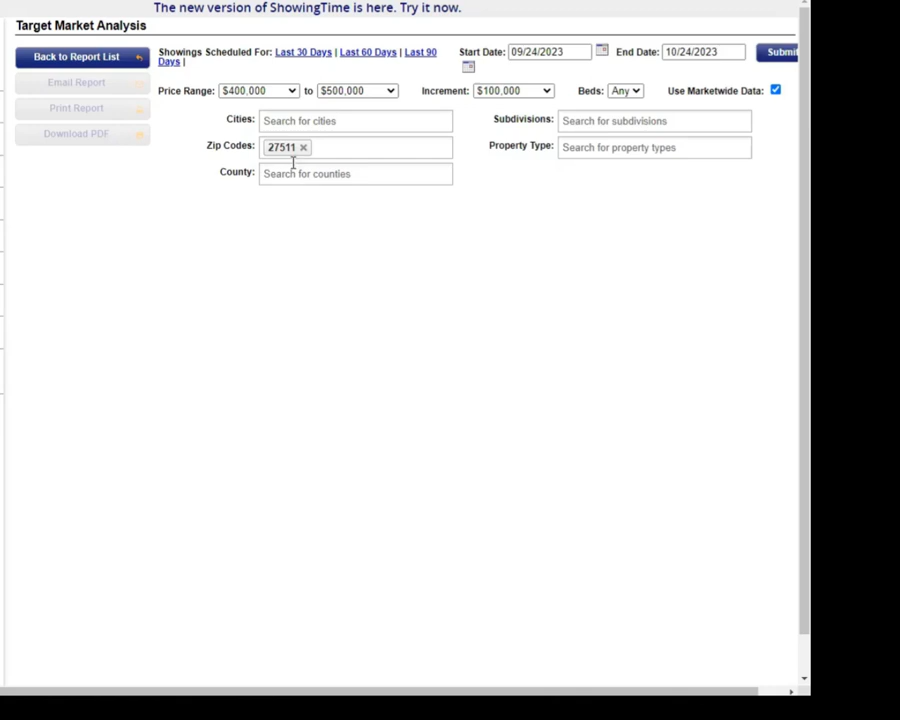 The new version of ShowingTime is here. Try it now.
Target Market Analysis
Back to Report List
Email Report
Print Report
Download PDF
Showings Scheduled For: Last 30 Days | Last 60 Days | Last 90
Days |
Start Date: 09/24/2023 End Date: 10/24/2023 Submit
Price Range: $400,000 to $500,000 Increment: $100,000 Beds: Any Use Marketwide Data:
Cities: Search for cities Subdivisions: Search for subdivisions
Zip Codes: 27511 × Property Type: Search for property types
County: Search for counties